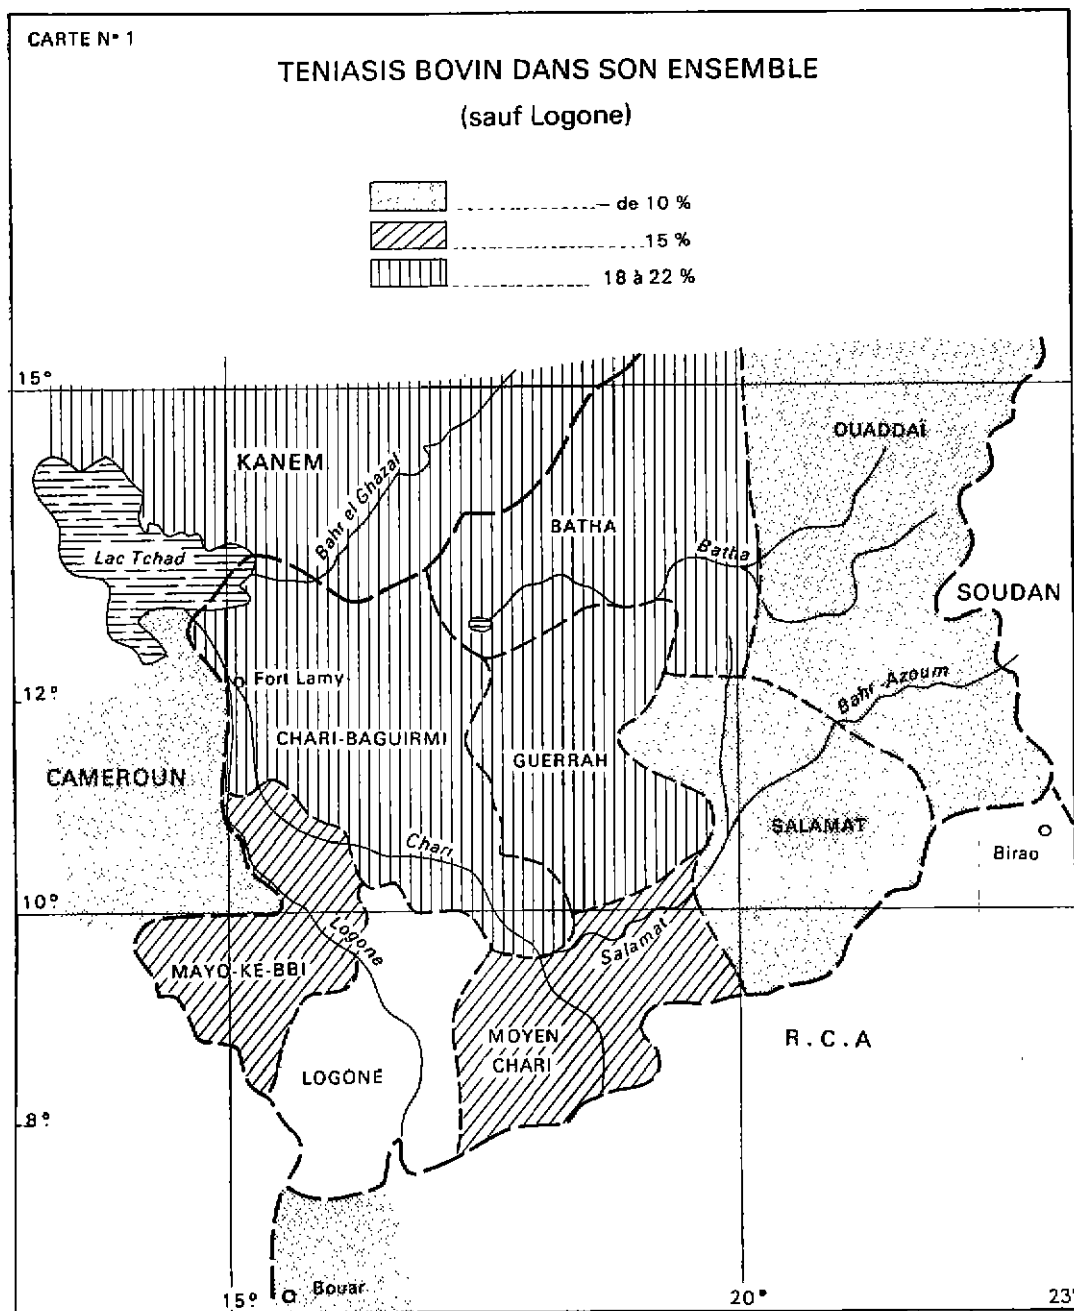 CARTE N° 1
TENIASIS BOVIN DANS SON ENSEMBLE
(sauf Logone)
— de 10 %
15 %
18 à 22 %
15°
OUADDAÏ
KANEM
Bahr el Ghazal
BATHA
Batha
Lac Tchad
SOUDAN
12°
Fort Lamy
Bahr-Azoum
CHARI-BAGUIRMI
GUERRAH
CAMEROUN
SALAMAT
Chari
Birao
10°
Logone
Salamat
MAYO-KE-BBI
MOYEN
CHARI
R.C.A
LOGONE
8°
Bouar
15°
20°
23°